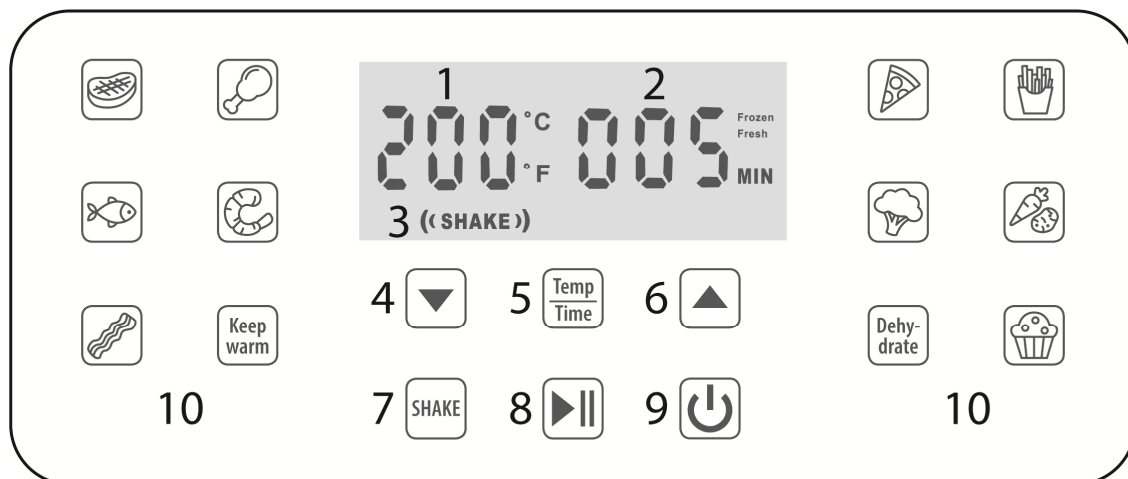 1
2
200 °C
°F
005
Frozen
Fresh
MIN
3 ((SHAKE))
Keep
warm
10
4
5 Temp
Time
6
7 SHAKE
8
9
Dehy-
drate
10